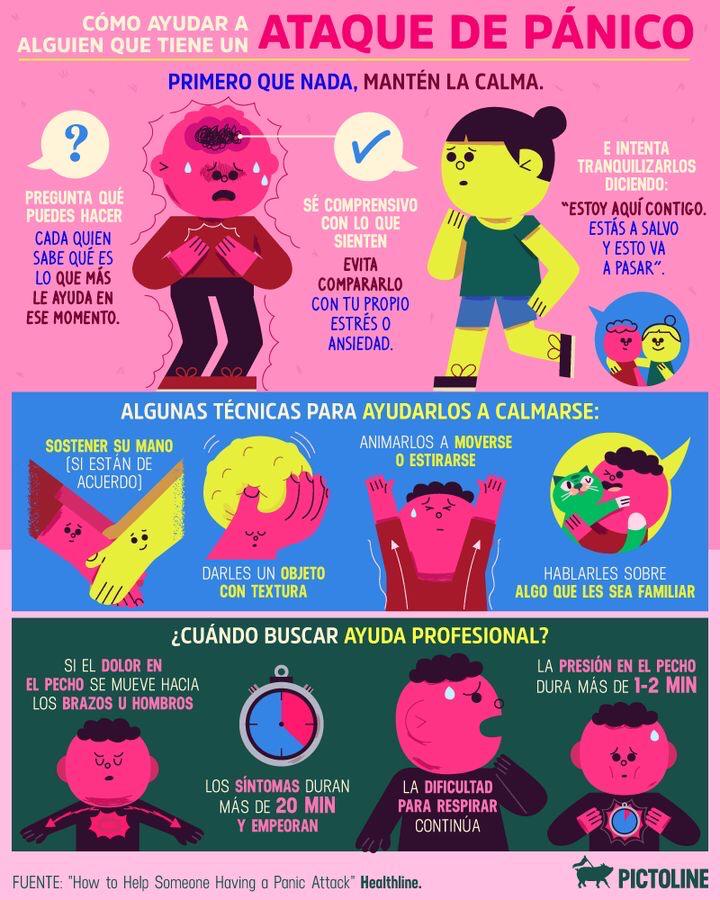 CÓMO AYUDAR A
ALGUIEN QUE TIENE UN
ATAQUE DE PÁNICO
PRIMERO QUE NADA, MANTÉN LA CALMA.
?
PREGUNTA QUÉ
PUEDES HACER
CADA QUIEN
SABE QUÉ ES
LO QUE MÁS
LE AYUDA EN
ESE MOMENTO.
SÉ COMPRENSIVO
CON LO QUE
SIENTEN
EVITA
COMPARARLO
CON TU PROPIO
ESTRÉS O
ANSIEDAD.
E INTENTA
TRANQUILIZARLOS
DICIENDO:
"ESTOY AQUÍ CONTIGO.
ESTÁS A SALVO
Y ESTO VA
A PASAR".
ALGUNAS TÉCNICAS PARA AYUDARLOS A CALMARSE:
SOSTENER SU MANO
(SI ESTÁN DE
ACUERDO)
DARLES UN OBJETO
CON TEXTURA
ANIMARLOS A MOVERSE
O ESTIRARSE
HABLARLES SOBRE
ALGO QUE LES SEA FAMILIAR
¿CUÁNDO BUSCAR AYUDA PROFESIONAL?
SI EL DOLOR EN
EL PECHO SE MUEVE HACIA
LOS BRAZOS U HOMBROS
LOS SÍNTOMAS DURAN
MÁS DE 20 MIN
Y EMPEORAN
LA DIFICULTAD
PARA RESPIRAR
CONTINÚA
LA PRESIÓN EN EL PECHO
DURA MÁS DE 1-2 MIN
FUENTE: "How to Help Someone Having a Panic Attack" Healthline.
PICTOLINE